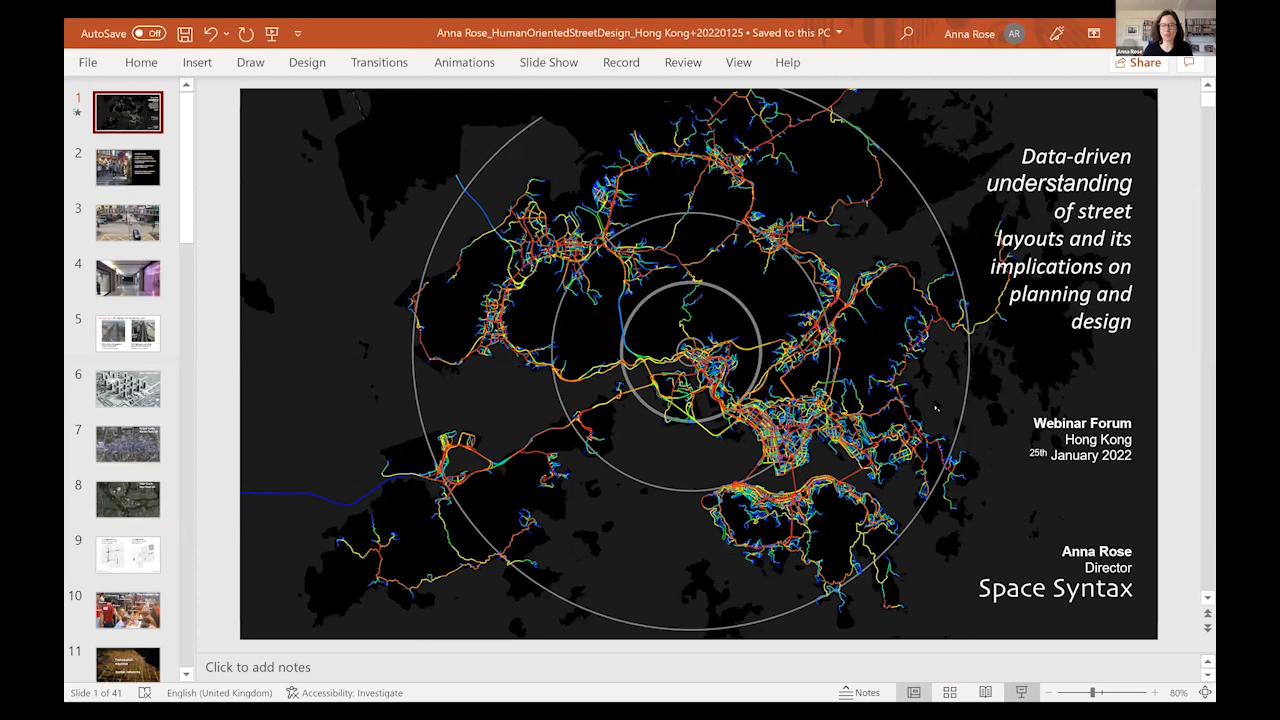 AutoSave Off
Anna Rose_HumanOrientedStreetDesign_Hong Kong+20220125 • Saved to this PC
Anna Rose AR
Anna Rose
File Home Insert Draw Design Transitions Animations Slide Show Record Review View Help
Share
1
2
3
4
5
6
7
8
9
10
11
Data-driven
understanding
of street
layouts and its
implications on
planning and
design
Webinar Forum
Hong Kong
25th January 2022
Anna Rose
Director
Space Syntax
Click to add notes
Slide 1 of 41 English (United Kingdom) Accessibility: Investigate Notes 80%